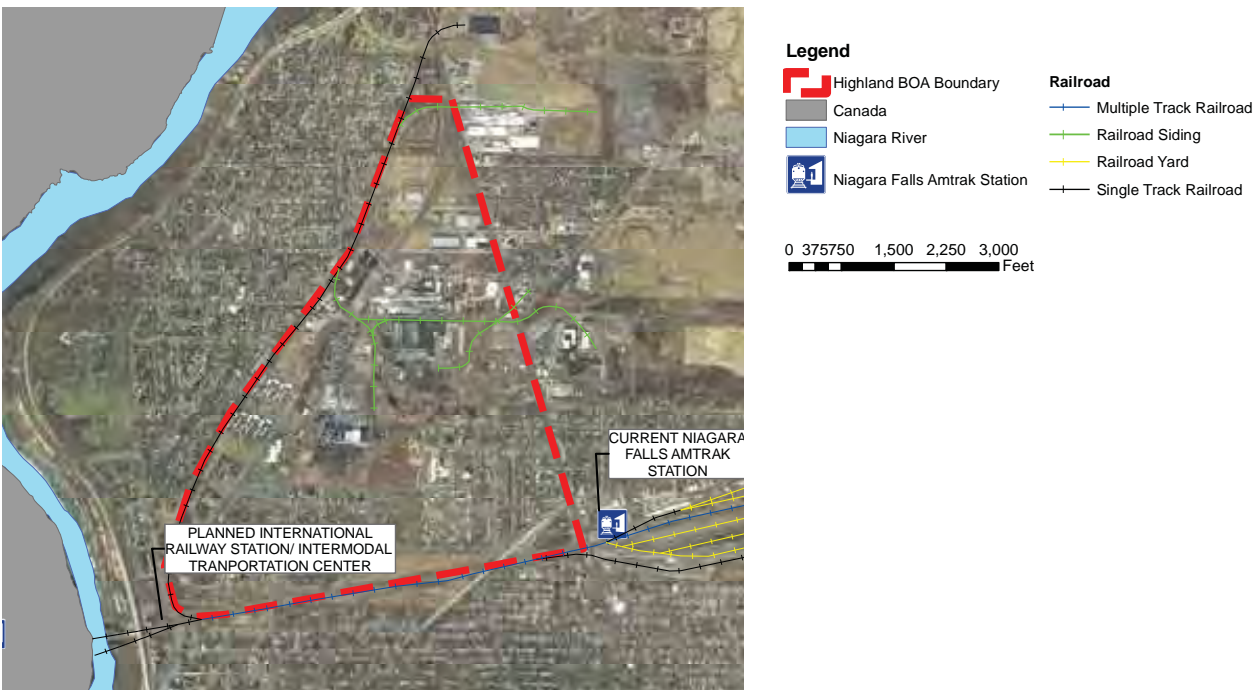 CURRENT NIAGARA
FALLS AMTRAK
STATION
PLANNED INTERNATIONAL
RAILWAY STATION/ INTERMODAL
TRANPORTATION CENTER
Legend
Highland BOA Boundary
Canada
Niagara River
Niagara Falls Amtrak Station
Railroad
Multiple Track Railroad
Railroad Siding
Railroad Yard
Single Track Railroad
0 375750 1,500 2,250 3,000
Feet